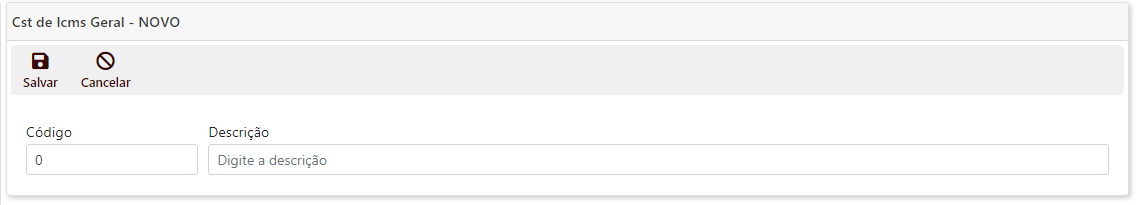 Cst de Icms Geral - NOVO
Salvar Cancelar
Código Descrição
0 Digite a descrição